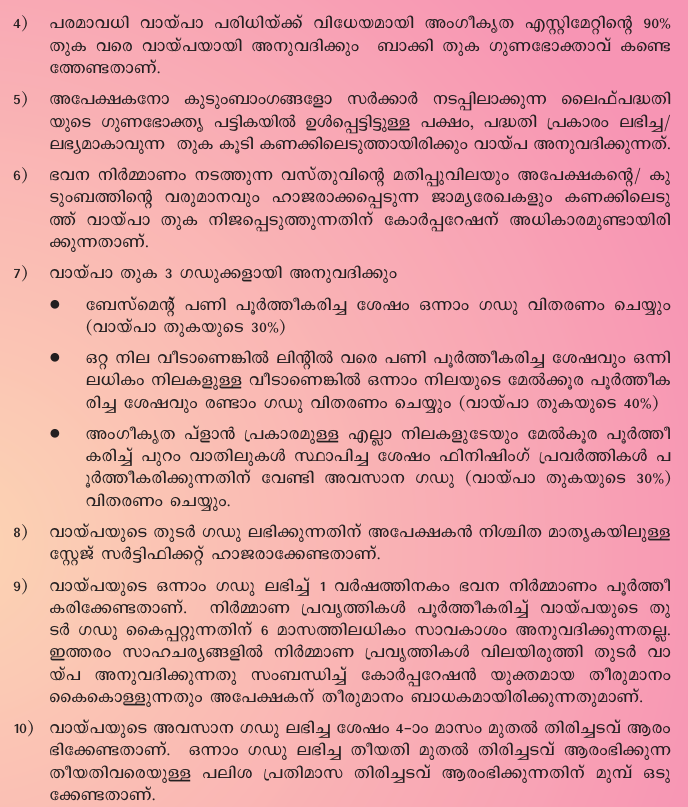 4) പരമാവധി വായ്പാ പരിധിയ്ക്ക് വിധേയമായി അംഗീകൃത എസ്റ്റിമേറ്റിന്റെ 90%
തുക വരെ വായ്പയായി അനുവദിക്കും ബാക്കി തുക ഗുണഭോക്താവ് കണ്ടെ
ത്തേണ്ടതാണ്.
5) അപേക്ഷകനോ കുടുംബാംഗങ്ങളോ സർക്കാർ നടപ്പിലാക്കുന്ന ലൈഫ്പദ്ധതി
യുടെ ഗുണഭോക്തൃ പട്ടികയിൽ ഉൾപ്പെട്ടിട്ടുള്ള പക്ഷം, പദ്ധതി പ്രകാരം ലഭിച്ച/
ലഭ്യമാകാവുന്ന തുക കൂടി കണക്കിലെടുത്തായിരിക്കും വായ്പ അനുവദിക്കുന്നത്.
6) ഭവന നിർമ്മാണം നടത്തുന്ന വസ്തുവിന്റെ മതിപ്പുവിലയും അപേക്ഷകന്റെ/ കു
ടുംബത്തിന്റെ വരുമാനവും ഹാജരാക്കപ്പെടുന്ന ജാമ്യരേഖകളും കണക്കിലെടു
ത്ത് വായ്പാ തുക നിജപ്പെടുത്തുന്നതിന് കോർപ്പറേഷന് അധികാരമുണ്ടായിരി
ക്കുന്നതാണ്.
7) വായ്പാ തുക 3 ഗഡുക്കളായി അനുവദിക്കും
● ബേസ്മെന്റ് പണി പൂർത്തീകരിച്ച ശേഷം ഒന്നാം ഗഡു വിതരണം ചെയ്യും
(വായ്പാ തുകയുടെ 30%)
● ഒറ്റ നില വീടാണെങ്കിൽ ലിന്റിൽ വരെ പണി പൂർത്തീകരിച്ച ശേഷവും ഒന്നി
ലധികം നിലകളുള്ള വീടാണെങ്കിൽ ഒന്നാം നിലയുടെ മേൽക്കൂര പൂർത്തീക
രിച്ച ശേഷവും രണ്ടാം ഗഡു വിതരണം ചെയ്യും (വായ്പാ തുകയുടെ 40%)
● അംഗീകൃത പ്ളാൻ പ്രകാരമുള്ള എല്ലാ നിലകളുടേയും മേൽകൂര പൂർത്തീ
കരിച്ച് പുറം വാതിലുകൾ സ്ഥാപിച്ച ശേഷം ഫിനിഷിംഗ് പ്രവർത്തികൾ പ
ൂർത്തീകരിക്കുന്നതിന് വേണ്ടി അവസാന ഗഡു (വായ്പാ തുകയുടെ 30%)
വിതരണം ചെയ്യും.
8) വായ്പയുടെ തുടർ ഗഡു ലഭിക്കുന്നതിന് അപേക്ഷകൻ നിശ്ചിത മാതൃകയിലുള്ള
സ്റ്റേജ് സർട്ടിഫിക്കറ്റ് ഹാജരാക്കേണ്ടതാണ്.
9) വായ്പയുടെ ഒന്നാം ഗഡു ലഭിച്ച് 1 വർഷത്തിനകം ഭവന നിർമ്മാണം പൂർത്തീ
കരിക്കേണ്ടതാണ്. നിർമ്മാണ പ്രവൃത്തികൾ പൂർത്തീകരിച്ച് വായ്പയുടെ തു
ടർ ഗഡു കൈപ്പറ്റുന്നതിന് 6 മാസത്തിലധികം സാവകാശം അനുവദിക്കുന്നതല്ല.
ഇത്തരം സാഹചര്യങ്ങളിൽ നിർമ്മാണ പ്രവൃത്തികൾ വിലയിരുത്തി തുടർ വാ
യ്പ അനുവദിക്കുന്നതു സംബന്ധിച്ച് കോർപ്പറേഷൻ യുക്തമായ തീരുമാനം
കൈകൊള്ളുന്നതും അപേക്ഷകന് തീരുമാനം ബാധകമായിരിക്കുന്നതുമാണ്.
10) വായ്പയുടെ അവസാന ഗഡു ലഭിച്ച ശേഷം 4-ാം മാസം മുതൽ തിരിച്ചടവ് ആരം
ഭിക്കേണ്ടതാണ്. ഒന്നാം ഗഡു ലഭിച്ച തീയതി മുതൽ തിരിച്ചടവ് ആരംഭിക്കുന്ന
തീയതിവരെയുള്ള പലിശ പ്രതിമാസ തിരിച്ചടവ് ആരംഭിക്കുന്നതിന് മുമ്പ് ഒടു
ക്കേണ്ടതാണ്.